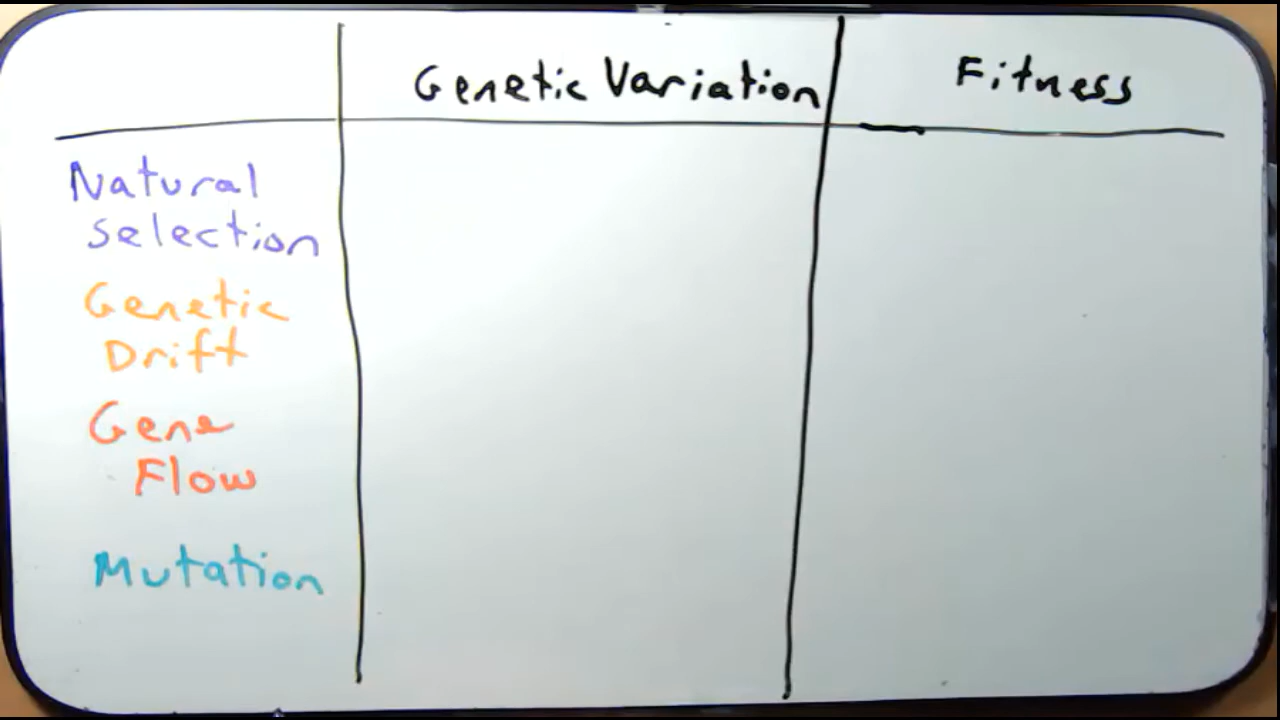 Genetic Variation Fitness
Natural
Selection
Genetic
Drift
Gene
Flow
Mutation